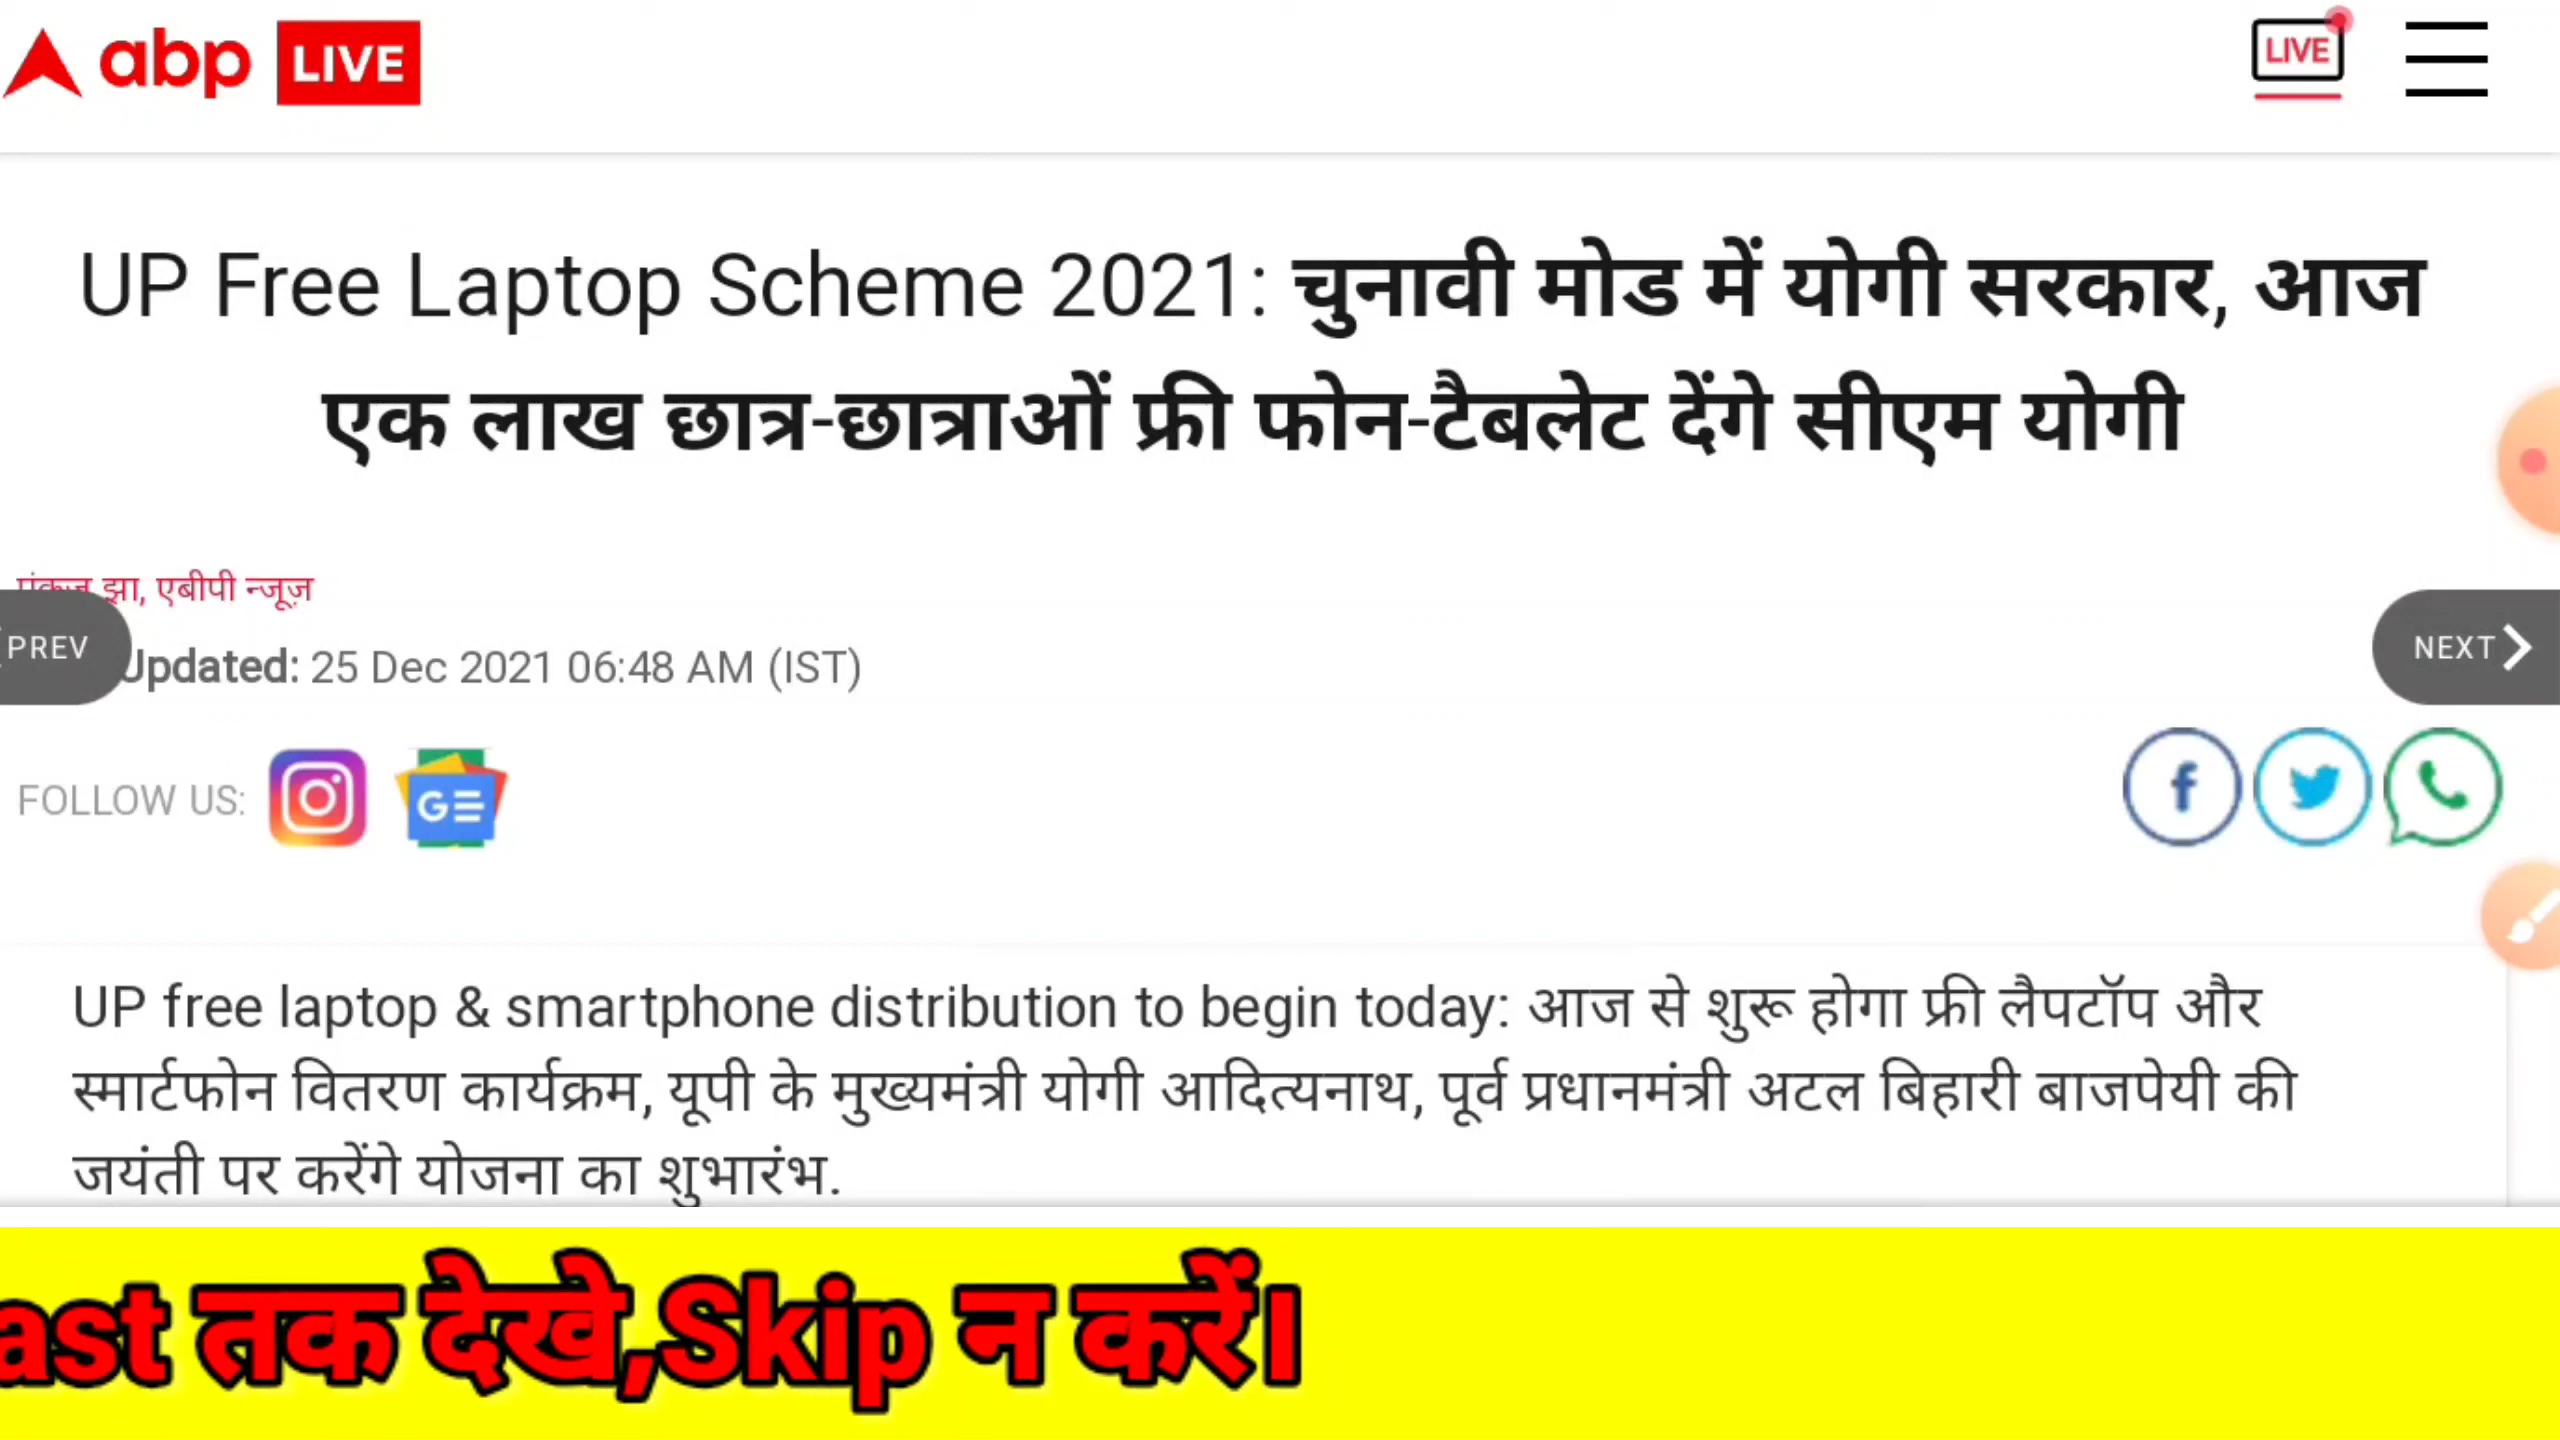 abp LIVE
LIVE
UP Free Laptop Scheme 2021: चुनावी मोड में योगी सरकार, आज
एक लाख छात्र-छात्राओं फ्री फोन-टैबलेट देंगे सीएम योगी
झा, एबीपी न्जूज़
PREV
Updated: 25 Dec 2021 06:48 AM (IST)
NEXT
FOLLOW US:
UP free laptop & smartphone distribution to begin today: आज से शुरू होगा फ्री लैपटॉप और
स्मार्टफोन वितरण कार्यक्रम, यूपी के मुख्यमंत्री योगी आदित्यनाथ, पूर्व प्रधानमंत्री अटल बिहारी बाजपेयी की
जयंती पर करेंगे योजना का शुभारंभ.
ast तक देखे,Skip न करें।